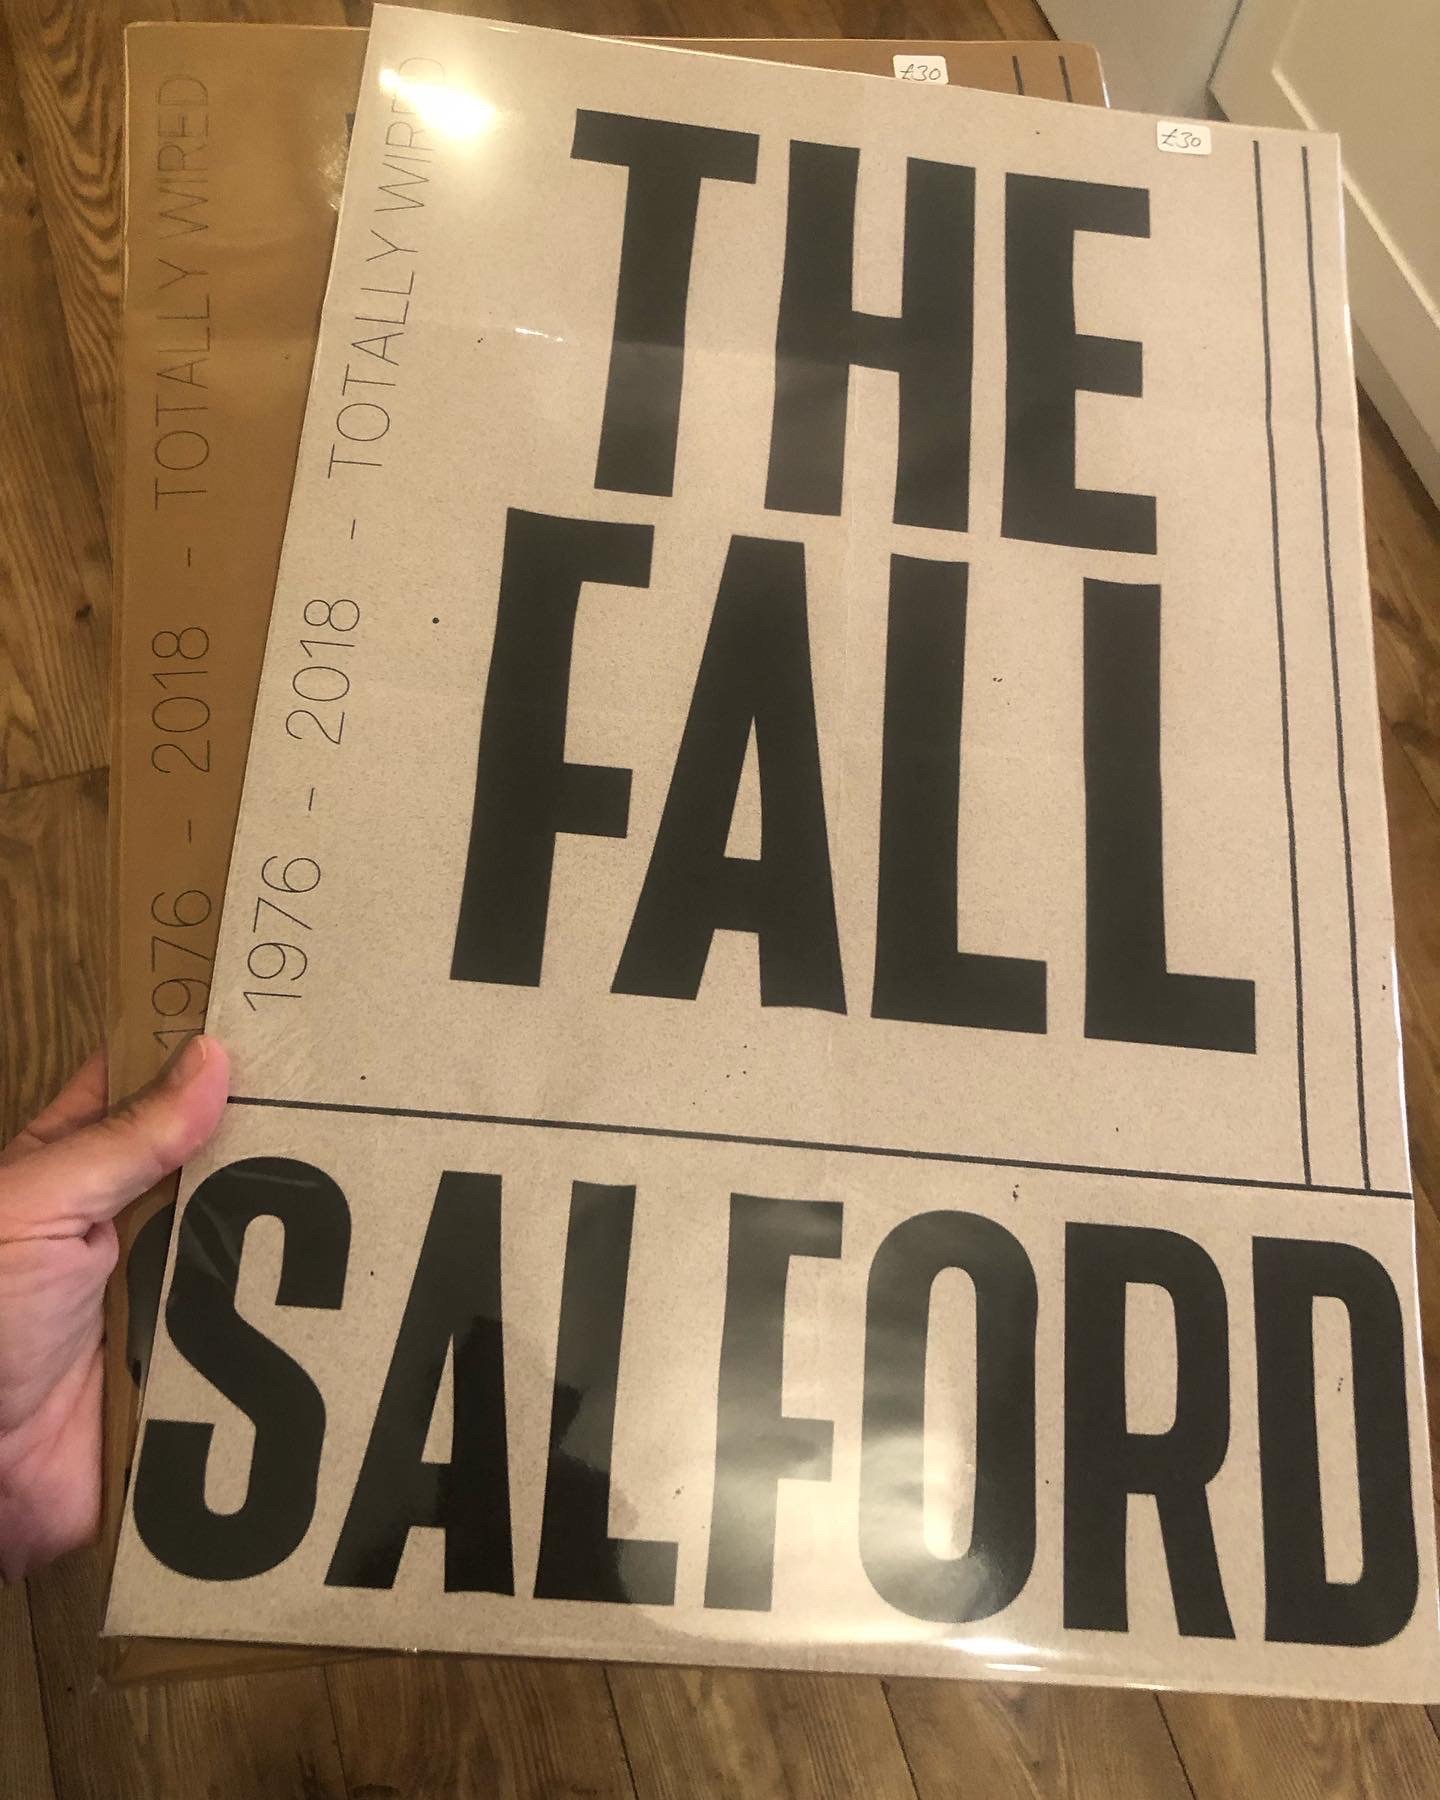 £30
£30
THE
FALL
SALFORD
1976 - 2018 - TOTALLY WIRED
1976 - 2018 - TOTALLY WIRED